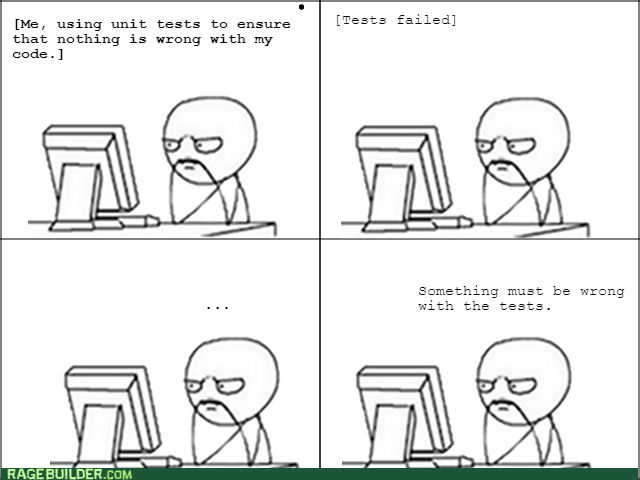 [Me, using unit tests to ensure
that nothing is wrong with my
code.]
[Tests failed]
...
Something must be wrong
with the tests.
RAGEBUILDER.COM